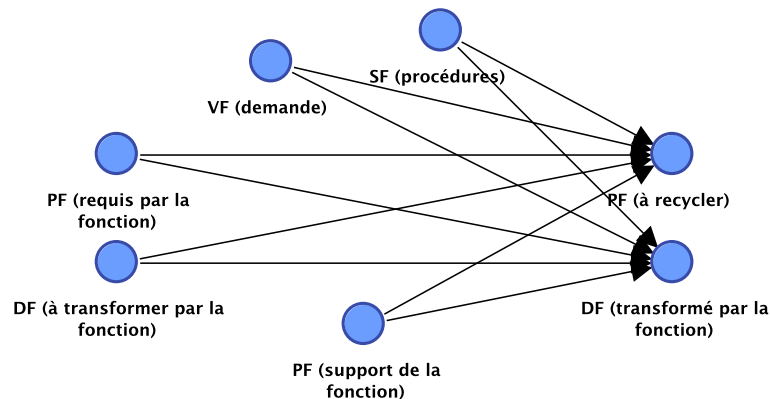 SF (procédures)
VF (demande)
PF (requis par la
fonction)
PF (à recycler)
DF (à transformer par la
fonction)
DF (transformé par la
fonction)
PF (support de la
fonction)